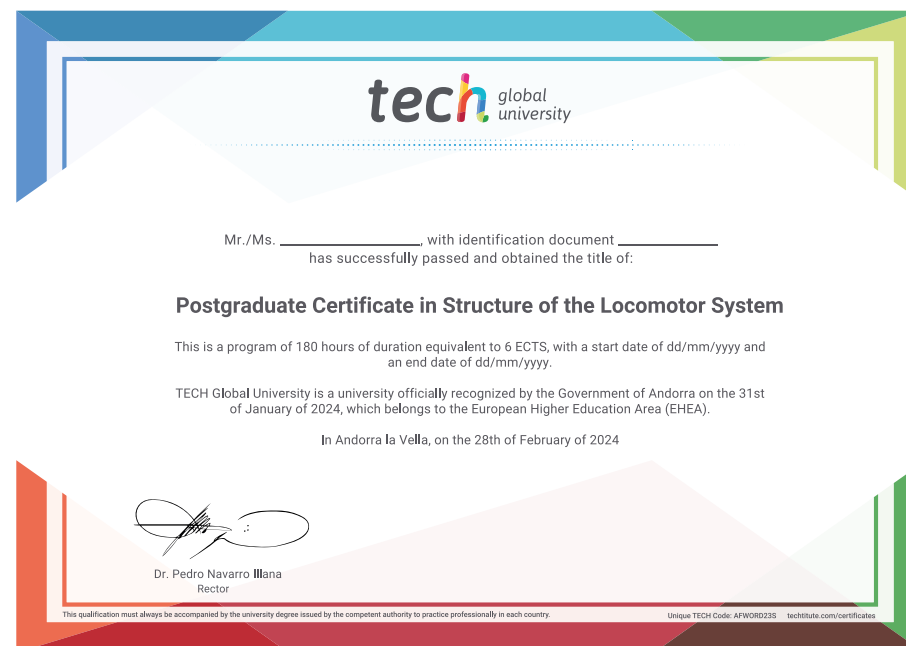 tech global university
Mr./Ms. ____________, with identification document ____________
has successfully passed and obtained the title of:
Postgraduate Certificate in Structure of the Locomotor System
This is a program of 180 hours of duration equivalent to 6 ECTS, with a start date of dd/mm/yyyy and
an end date of dd/mm/yyyy.
TECH Global University is a university officially recognized by the Government of Andorra on the 31st
of January of 2024, which belongs to the European Higher Education Area (EHEA).
In Andorra la Vella, on the 28th of February of 2024
Dr. Pedro Navarro Illana
Rector
This qualification must always be accompanied by the university degree issued by the competent authority to practice professionally in each country.
Unique TECH Code: AFWORD23S techtitute.com/certificates